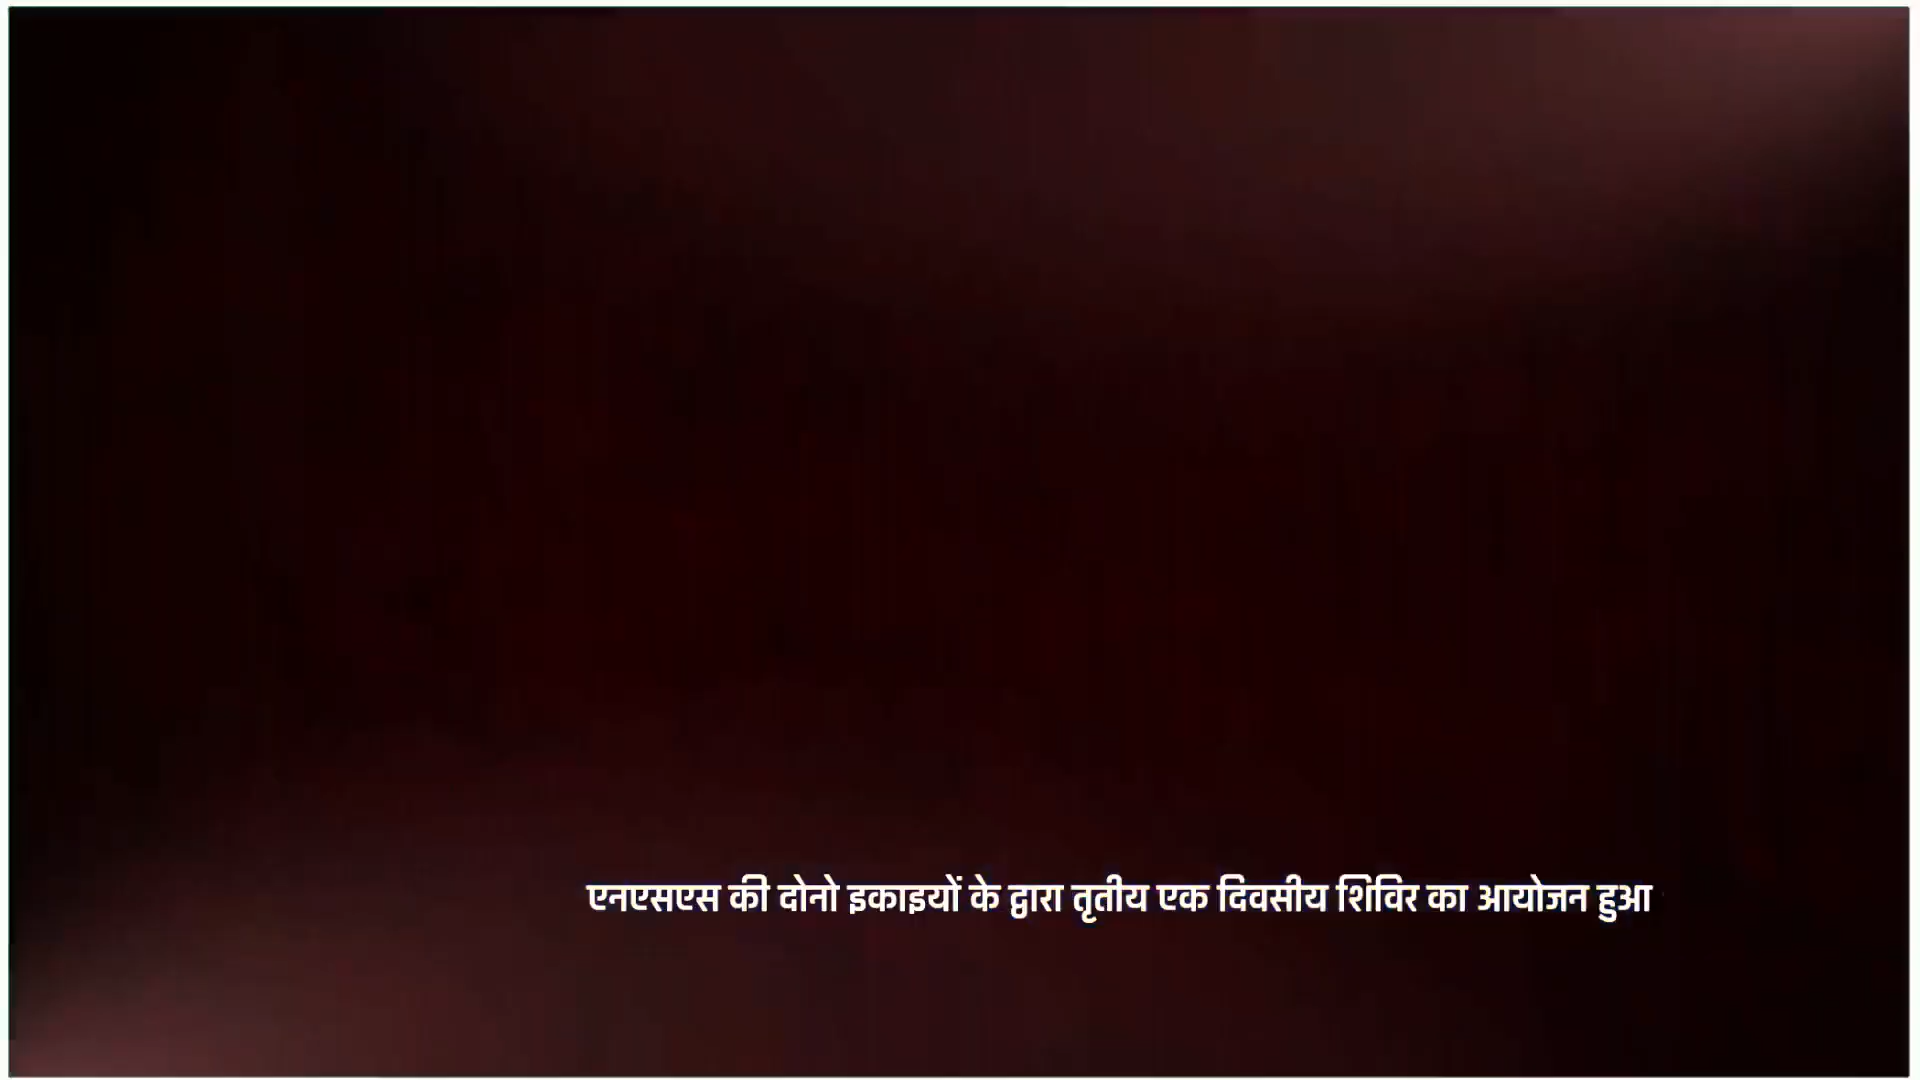 एनएसएस की दोनो इकाइयों के द्वारा तृतीय एक दिवसीय शिविर का आयोजन हुआ